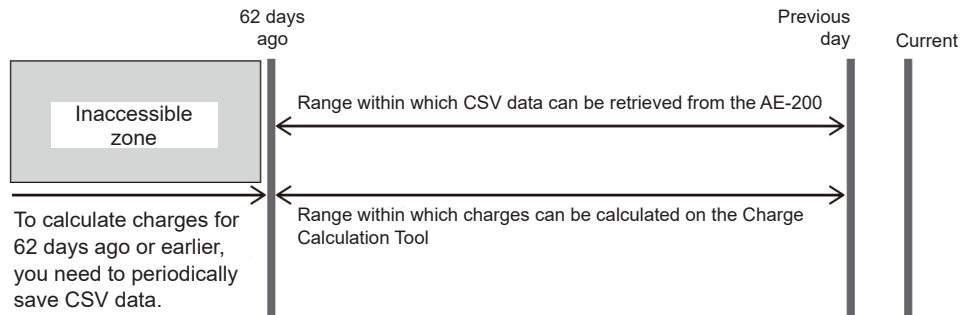 62 days
ago
Previous
day
Current
Inaccessible
zone
Range within which CSV data can be retrieved from the AE-200
To calculate charges for
62 days ago or earlier,
you need to periodically
save CSV data.
Range within which charges can be calculated on the Charge
Calculation Tool